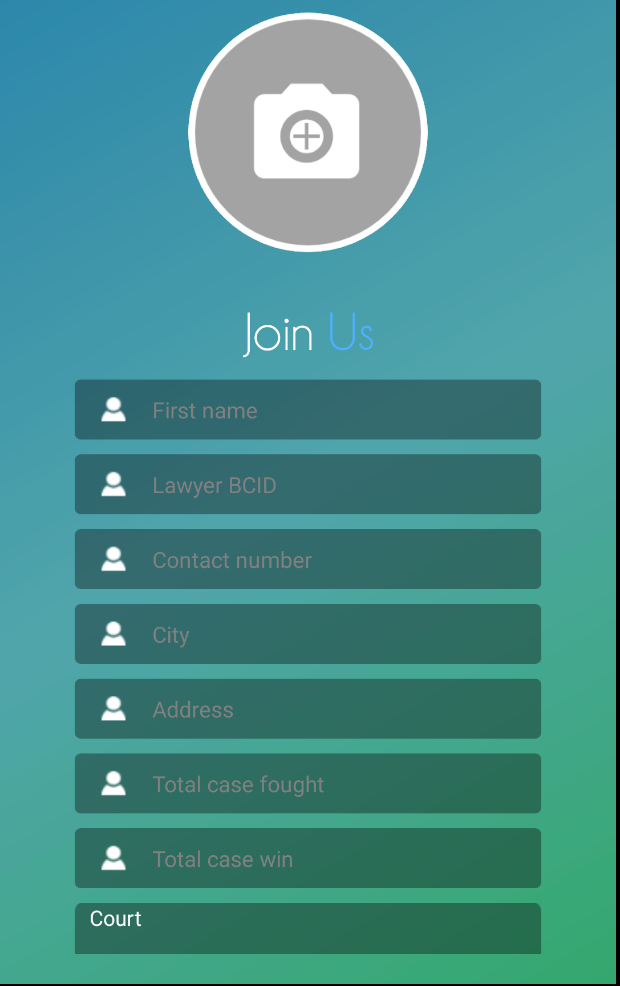 Join Us
First name
Lawyer BCID
Contact number
City
Address
Total case fought
Total case win
Court